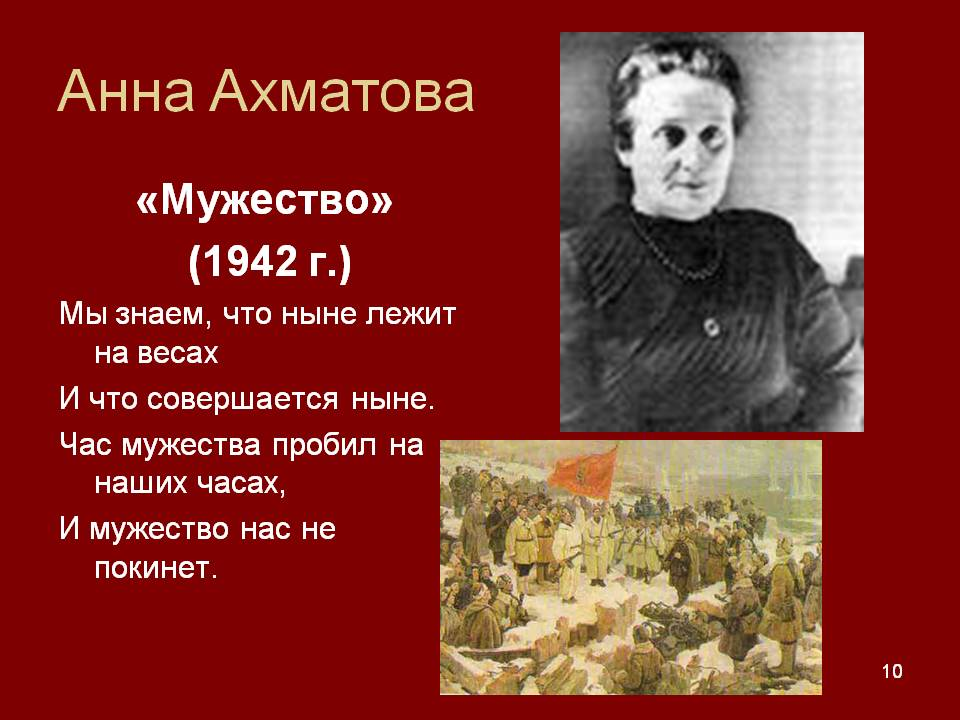 Анна Ахматова
«Мужество»
(1942 г.)
Мы знаем, что ныне лежит
на весах
И что совершается ныне.
Час мужества пробил на
наших часах,
И мужество нас не
покинет.
10